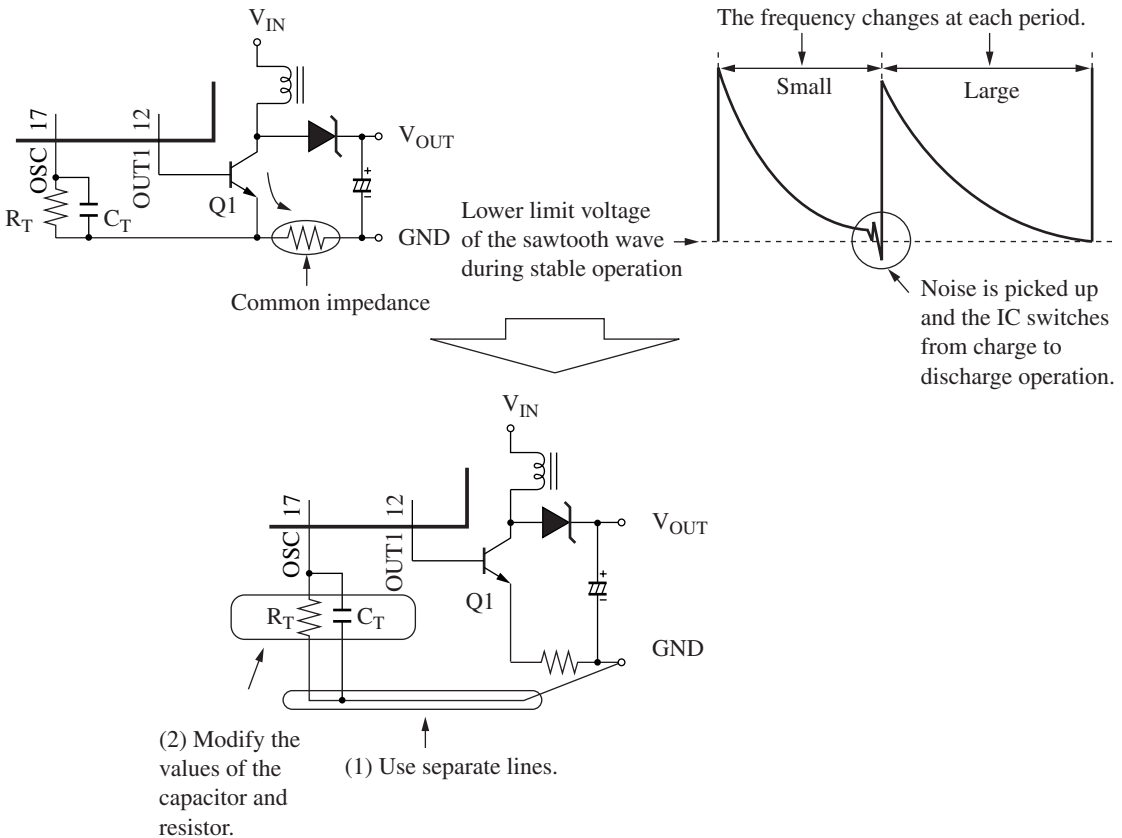 V_IN
17
12
OSC
OUT1
R_T
C_T
Q1
V_OUT
GND
Common impedance
The frequency changes at each period.
Small
Large
Lower limit voltage
of the sawtooth wave
during stable operation
Noise is picked up
and the IC switches
from charge to
discharge operation.
V_IN
17
12
OSC
OUT1
R_T
C_T
Q1
V_OUT
GND
(2) Modify the
values of the
capacitor and
resistor.
(1) Use separate lines.